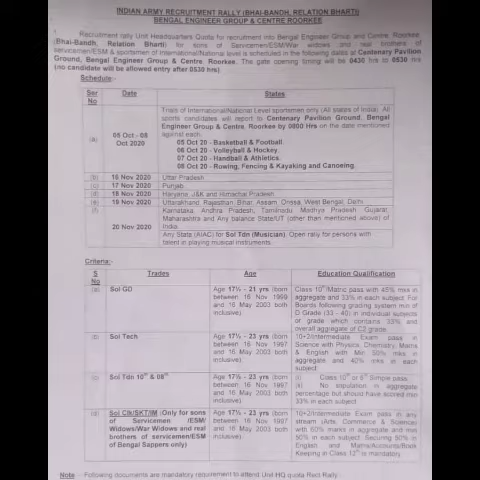 INDIAN ARMY RECRUITMENT RALLY (BHAI-BANDH, RELATION BHARTI)
BENGAL ENGINEER GROUP & CENTRE ROORKEE
Recruitment rally Unit Headquarters Quota for recruitment into Bengal Engineer Group and Centre, Roorkee
(Bhai-Bandh, Relation Bharti) for sons of Servicemen/ESM/War widows and real brothers of
servicemen/ESM & sportsmen of International/National level is scheduled in the following dates at Centenary Pavilion
Ground, Bengal Engineer Group & Centre, Roorkee. The gate opening timing will be 0430 hrs to 0530 hrs
(no candidate will be allowed entry after 0530 hrs)
Schedule:-
Ser No Date States
(a) 05 Oct - 08 Oct 2020 Trials of International/National Level sportsmen only (All states of India). All
sports candidates will report to Centenary Pavilion Ground, Bengal
Engineer Group & Centre, Roorkee by 0600 Hrs on the date mentioned
against each.
05 Oct 20 - Basketball & Football.
06 Oct 20 - Volleyball & Hockey.
07 Oct 20 - Handball & Athletics.
08 Oct 20 - Rowing, Fencing & Kayaking and Canoeing.
(b) 16 Nov 2020 Uttar Pradesh
(c) 17 Nov 2020 Punjab
(d) 18 Nov 2020 Haryana, J&K and Himachal Pradesh
(e) 19 Nov 2020 Uttarakhand, Rajasthan, Bihar, Assam, Orissa, West Bengal, Delhi
(f) 20 Nov 2020 Karnataka, Andhra Pradesh, Tamilnadu, Madhya Pradesh, Gujarat,
Maharastra and Any balance State/UT (other than mentioned above) of
India.
Any State (AIAC) for Sol Tdn (Musician). Open rally for persons with
talent in playing musical instruments.
Criteria:-
S No Trades Age Education Qualification
(a) Sol GD Age 17½ - 21 yrs (born
between 16 Nov 1999
and 16 May 2003 both
inclusive)
Class 10th/Matric pass with 45% mks in
aggregate and 33% in each subject. For
Boards following grading system min of
D Grade (33 - 40) in individual subjects
or grade which contains 33% and
overall aggregate of C2 grade.
(b) Sol Tech Age 17½ - 23 yrs (born
between 16 Nov 1997
and 16 May 2003 both
inclusive)
10+2/Intermediate Exam pass in
Science with Physics, Chemistry, Maths
& English with Min 50% mks in
aggregate and 40% mks in each
subject
(c) Sol Tdn 10th & 08th Age 17½ - 23 yrs (born
between 16 Nov 1997
and 16 May 2003 both
inclusive)
Class 10th or 8th Simple pass
No stipulation in aggregate
percentage but should have scored min
33% in each subject
(d) Sol Clk/SKT/IM (Only for sons
of Servicemen /ESM/
Widows/War Widows and real
brothers of servicemen/ESM
of Bengal Sappers only)
Age 17½ - 23 yrs (born
between 16 Nov 1997
and 16 May 2003 both
inclusive)
10+2/Intermediate Exam pass in any
stream (Arts, Commerce & Science)
with 60% marks in aggregate and min
50% in each subject. Securing 50% in
English and Maths/Accounts/Book
Keeping in Class 12th is mandatory.
Note - Following documents are mandatory requirement to attend Unit HQ quota Rect Rally:-